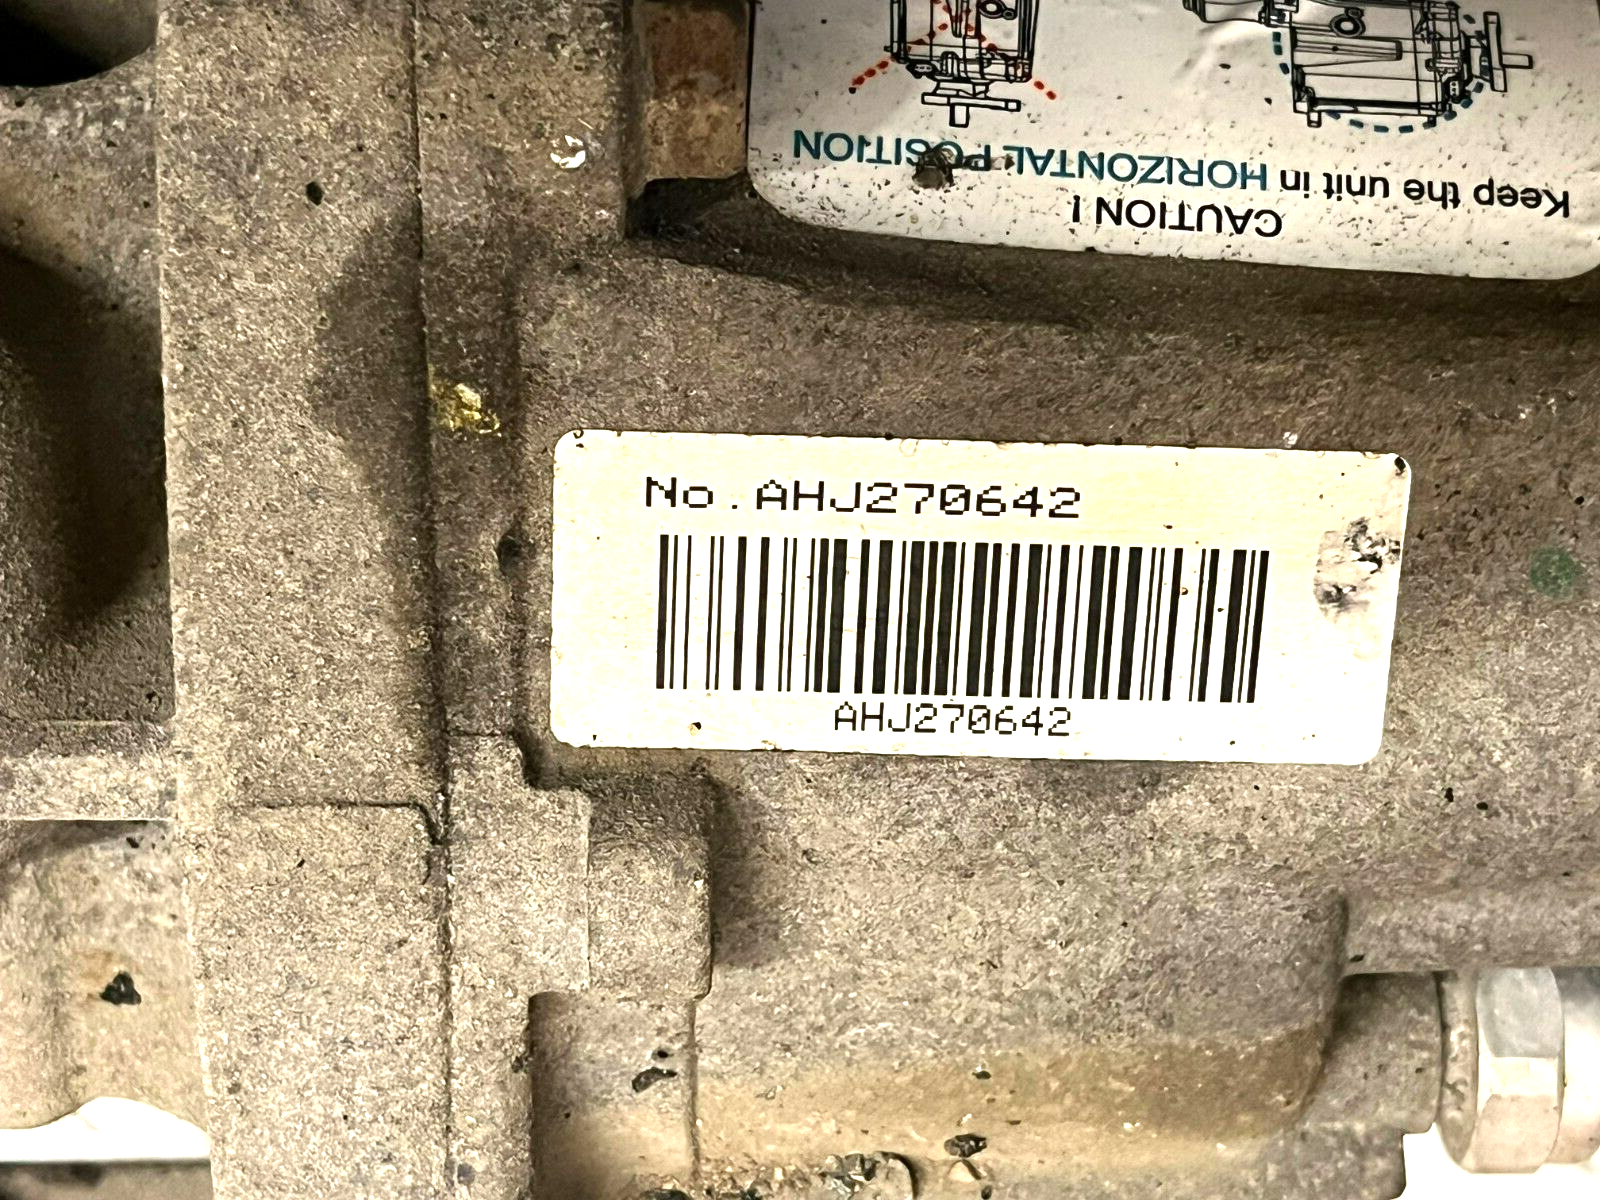 CAUTION !
Keep the unit in HORIZONTAL POSITION
No.AHJ270642
AHJ270642